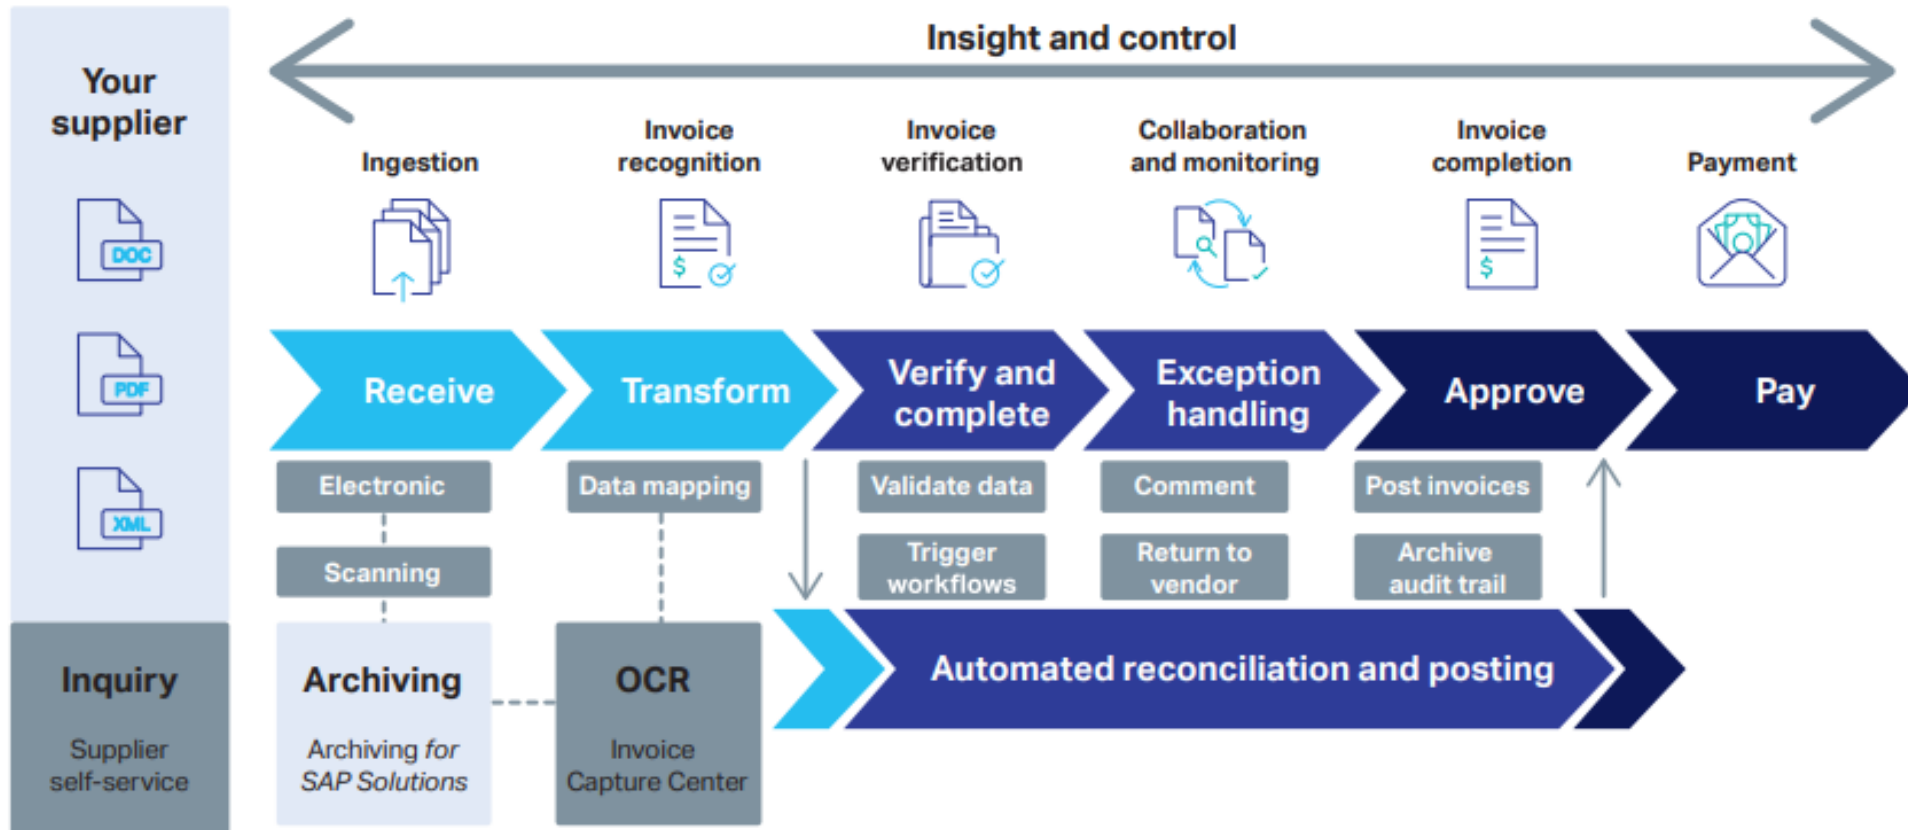 Your
supplier
DOC
PDF
XML
Inquiry
Supplier
self-service
Insight and control
Ingestion
Invoice
recognition
Invoice
verification
Collaboration
and monitoring
Invoice
completion
Payment
$
$
Receive
Transform
Verify and
complete
Exception
handling
Approve
Pay
Electronic
Scanning
Data mapping
Validate data
Trigger
workflows
Comment
Return to
vendor
Post invoices
Archive
audit trail
Archiving
Archiving for
SAP Solutions
OCR
Invoice
Capture Center
Automated reconciliation and posting